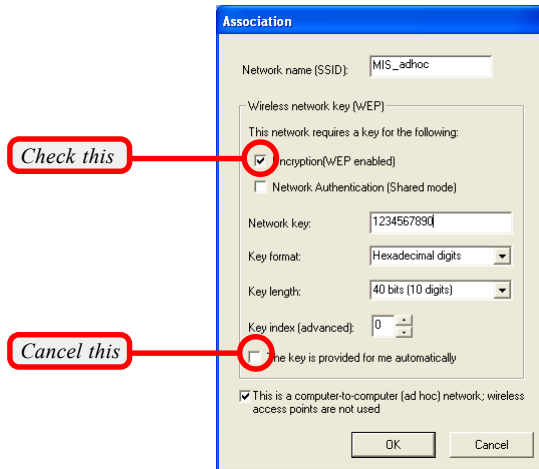 Association
Network name (SSID): MIS_adhoc
Wireless network key (WEP)
This network requires a key for the following:
Check this
Encryption(WEP enabled)
Network Authentication (Shared mode)
Network key: 1234567890
Key format: Hexadecimal digits
Key length: 40 bits (10 digits)
Key index (advanced): 0
Cancel this
The key is provided for me automatically
This is a computer-to-computer (ad hoc) network; wireless
access points are not used
OK Cancel